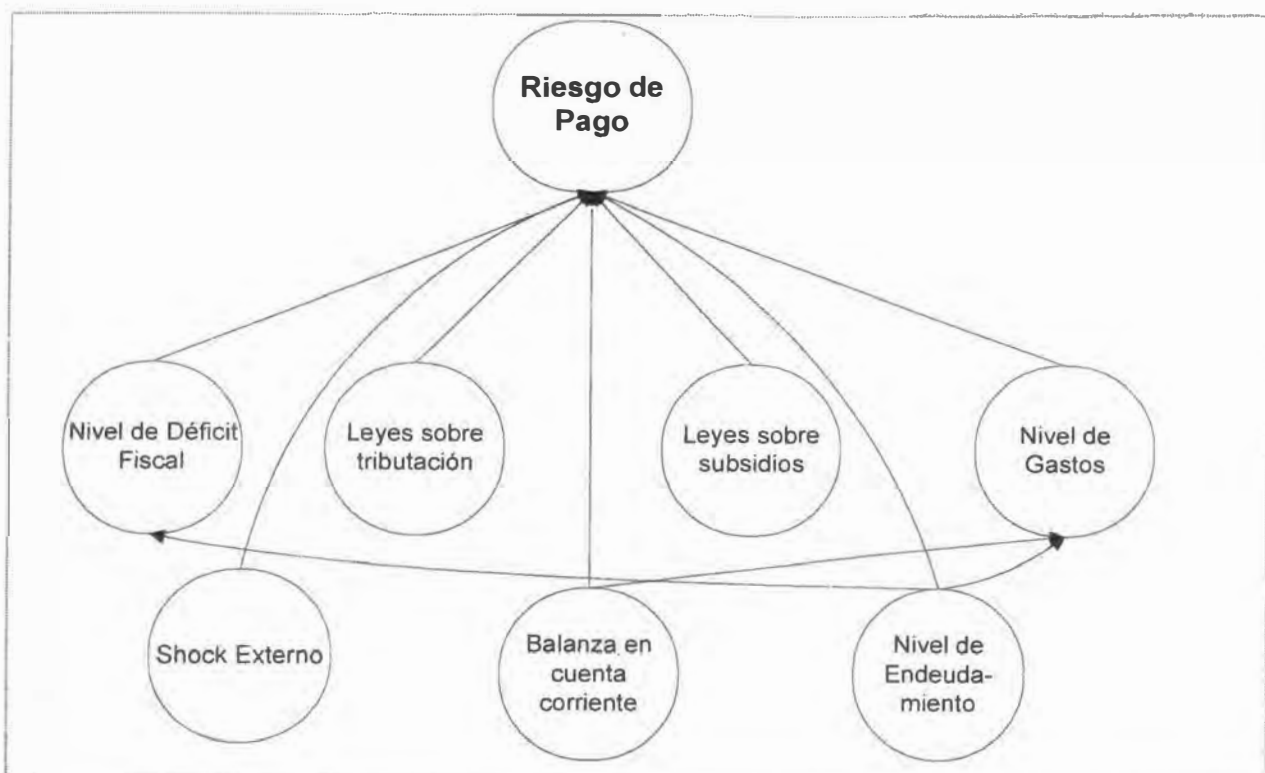 Riesgo de
Pago
Nivel de Déficit
Fiscal
Leyes sobre
tributación
Leyes sobre
subsidios
Nivel de
Gastos
Shock Externo
Balanza en
cuenta
corriente
Nivel de
Endeuda-
miento